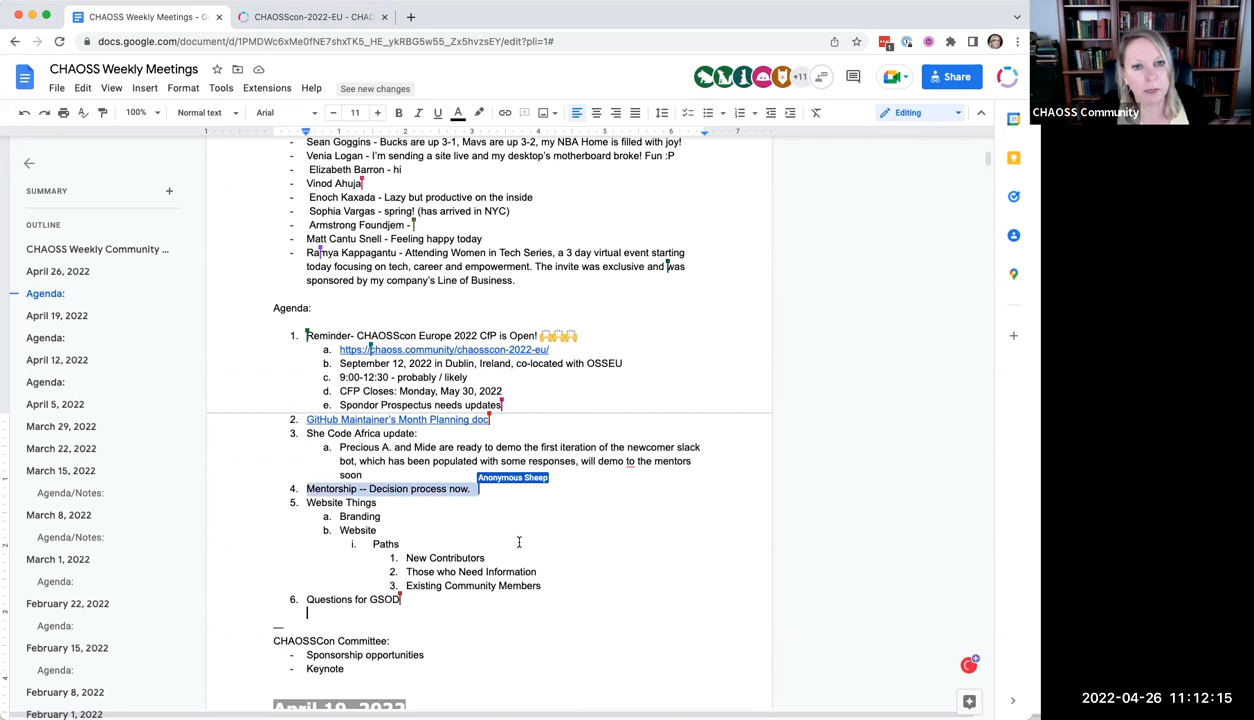 CHAOSS Weekly Meetings - G
CHAOSScon-2022-EU - CHAO
docs.google.com/document/d/1PMDWc6xMe0fNE7shxTK5_HE_ykRBG5w55_Zx5hvzsEY/edit?pli=1#
CHAOSS Weekly Meetings
File Edit View Insert Format Tools Extensions Help See new changes
+11
Share
100% Normal text Arial 11 Editing
CHAOSS Community
1 1 2 3 4 5 6 7
SUMMARY
OUTLINE
CHAOSS Weekly Community ...
April 26, 2022
Agenda:
April 19, 2022
Agenda:
April 12, 2022
Agenda:
April 5, 2022
March 29, 2022
March 22, 2022
March 15, 2022
Agenda/Notes:
March 8, 2022
Agenda/Notes:
March 1, 2022
Agenda:
February 22, 2022
Agenda:
February 15, 2022
Agenda:
February 8, 2022
February 1, 2022
- Sean Goggins - Bucks are up 3-1, Mavs are up 3-2, my NBA Home is filled with joy!
- Venia Logan - I'm sending a site live and my desktop's motherboard broke! Fun :P
- Elizabeth Barron - hi
- Vinod Ahuja
- Enoch Kaxada - Lazy but productive on the inside
- Sophia Vargas - spring! (has arrived in NYC)
- Armstrong Foundjem -
- Matt Cantu Snell - Feeling happy today
- Ramya Kappagantu - Attending Women in Tech Series, a 3 day virtual event starting
today focusing on tech, career and empowerment. The invite was exclusive and was
sponsored by my company's Line of Business.
Agenda:
1. Reminder- CHAOSScon Europe 2022 CfP is Open!
a. https://chaoss.community/chaosscon-2022-eu/
b. September 12, 2022 in Dublin, Ireland, co-located with OSSEU
c. 9:00-12:30 - probably / likely
d. CFP Closes: Monday, May 30, 2022
e. Spondor Prospectus needs updates
2. GitHub Maintainer's Month Planning doc
3. She Code Africa update:
a. Precious A. and Mide are ready to demo the first iteration of the newcomer slack
bot, which has been populated with some responses, will demo to the mentors
soon
Anonymous Sheep
4. Mentorship -- Decision process now.
5. Website Things
a. Branding
b. Website
i. Paths
1. New Contributors
2. Those who Need Information
3. Existing Community Members
6. Questions for GSOD
—
CHAOSSCon Committee:
- Sponsorship opportunities
- Keynote
April 19, 2022
2022-04-26 11:12:15